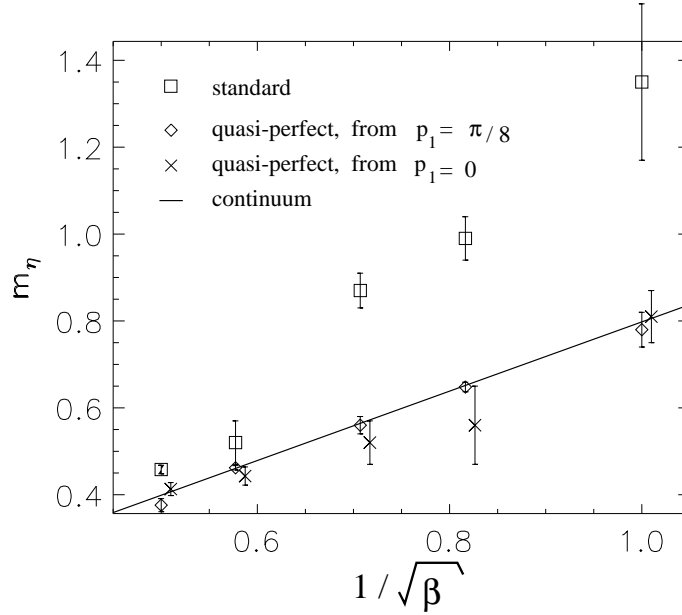 1.4
1.2
1.0
0.8
0.6
0.4
m_η
□ standard
◇ quasi-perfect, from p_1 = π/8
× quasi-perfect, from p_1 = 0
— continuum
0.6 0.8 1.0
1/√β